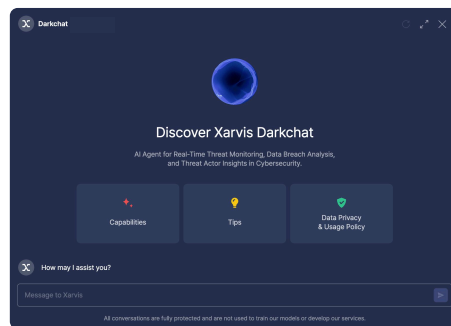 Darkchat
Discover Xarvis Darkchat
AI Agent for Real-Time Threat Monitoring, Data Breach Analysis,
and Threat Actor Insights in Cybersecurity.
Capabilities
Tips
Data Privacy
& Usage Policy
How may I assist you?
Message to Xarvis
All conversations are fully protected and are not used to train our models or develop our services.